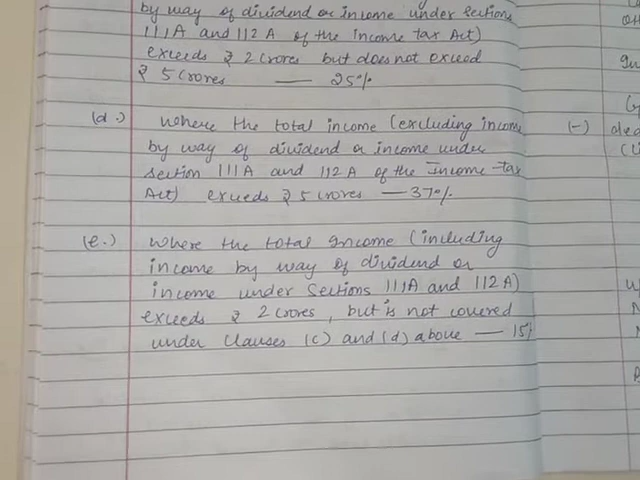 by way of dividend or income under Sections
111A and 112A of the Income tax Act)
exceeds ₹ 2 crores but does not exceed
₹ 5 crores — 25%
(d.) Where the total income (excluding income
by way of dividend or income under
section 111A and 112A of the Income-tax
Act) exceeds ₹ 5 crores — 37%
(e.) Where the total Income (including
income by way of dividend or
income under Sections 111A and 112A)
exceeds ₹ 2 crores, but is not covered
under clauses (c) and (d) above — 15%
(-)